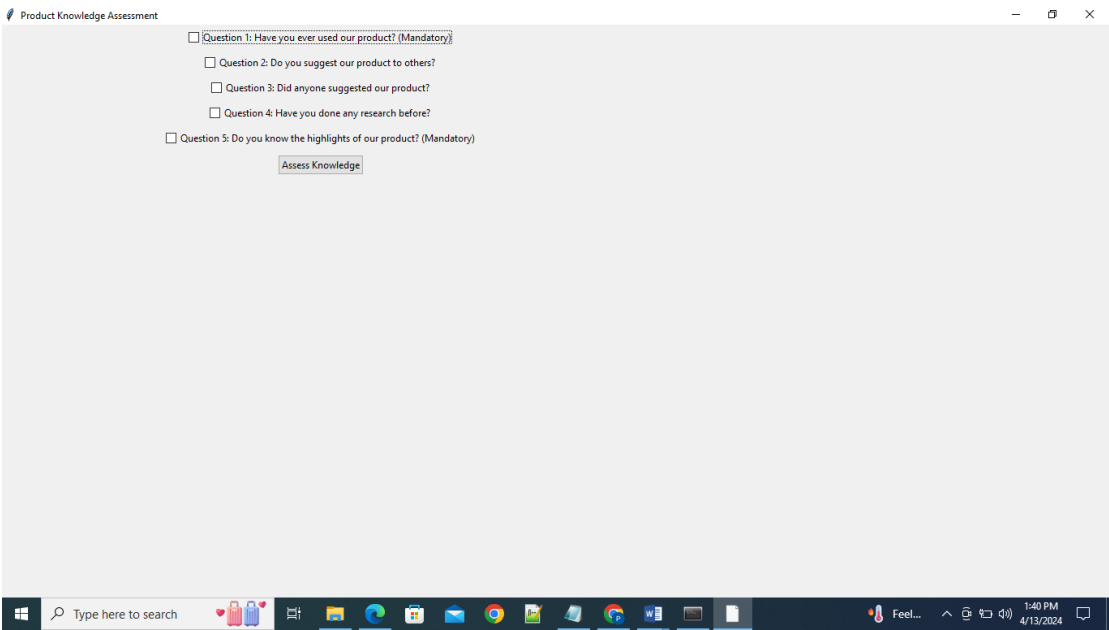 Product Knowledge Assessment
Question 1: Have you ever used our product? (Mandatory)
Question 2: Do you suggest our product to others?
Question 3: Did anyone suggested our product?
Question 4: Have you done any research before?
Question 5: Do you know the highlights of our product? (Mandatory)
Assess Knowledge
Type here to search
Feel...
1:40 PM
4/13/2024